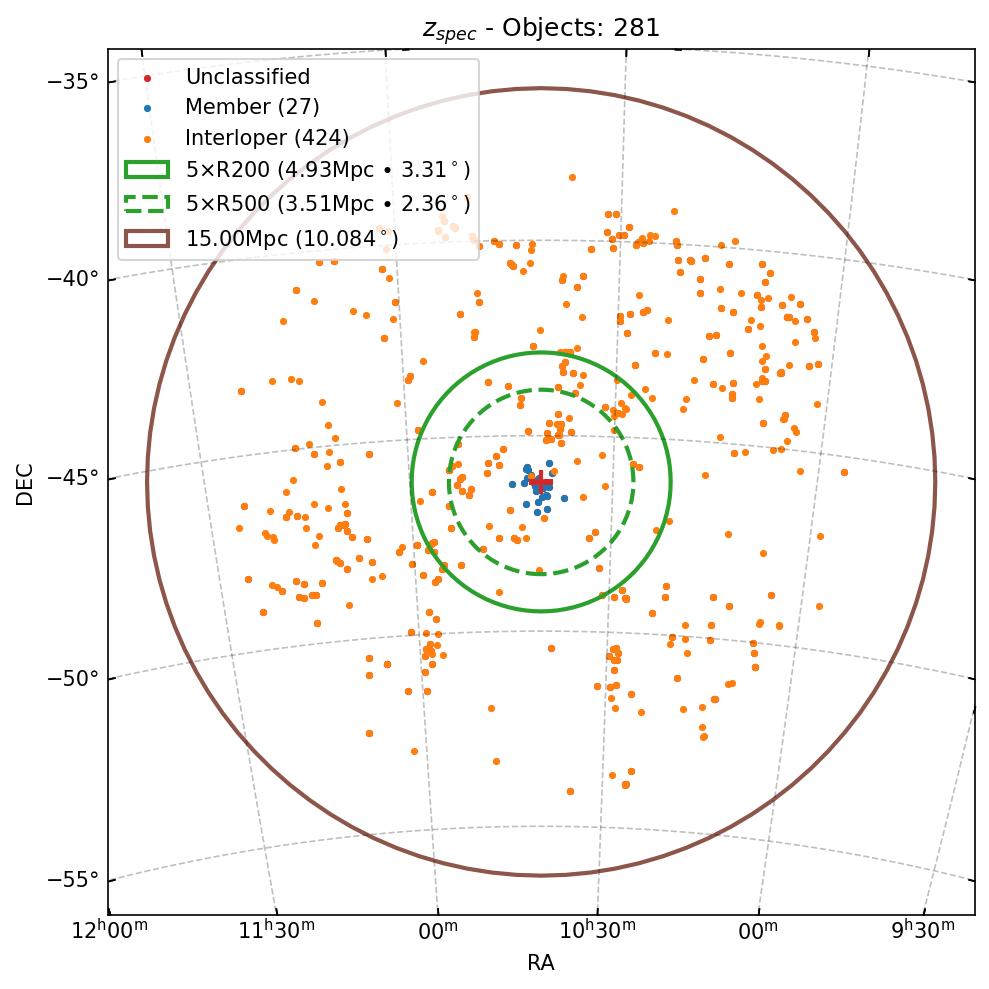 z_spec - Objects: 281
Unclassified
Member (27)
Interloper (424)
5×R200 (4.93Mpc • 3.31°)
5×R500 (3.51Mpc • 2.36°)
15.00Mpc (10.084°)
−35°
−40°
−45°
−50°
−55°
DEC
12h00m 11h30m 00m 10h30m 00m 9h30m
RA